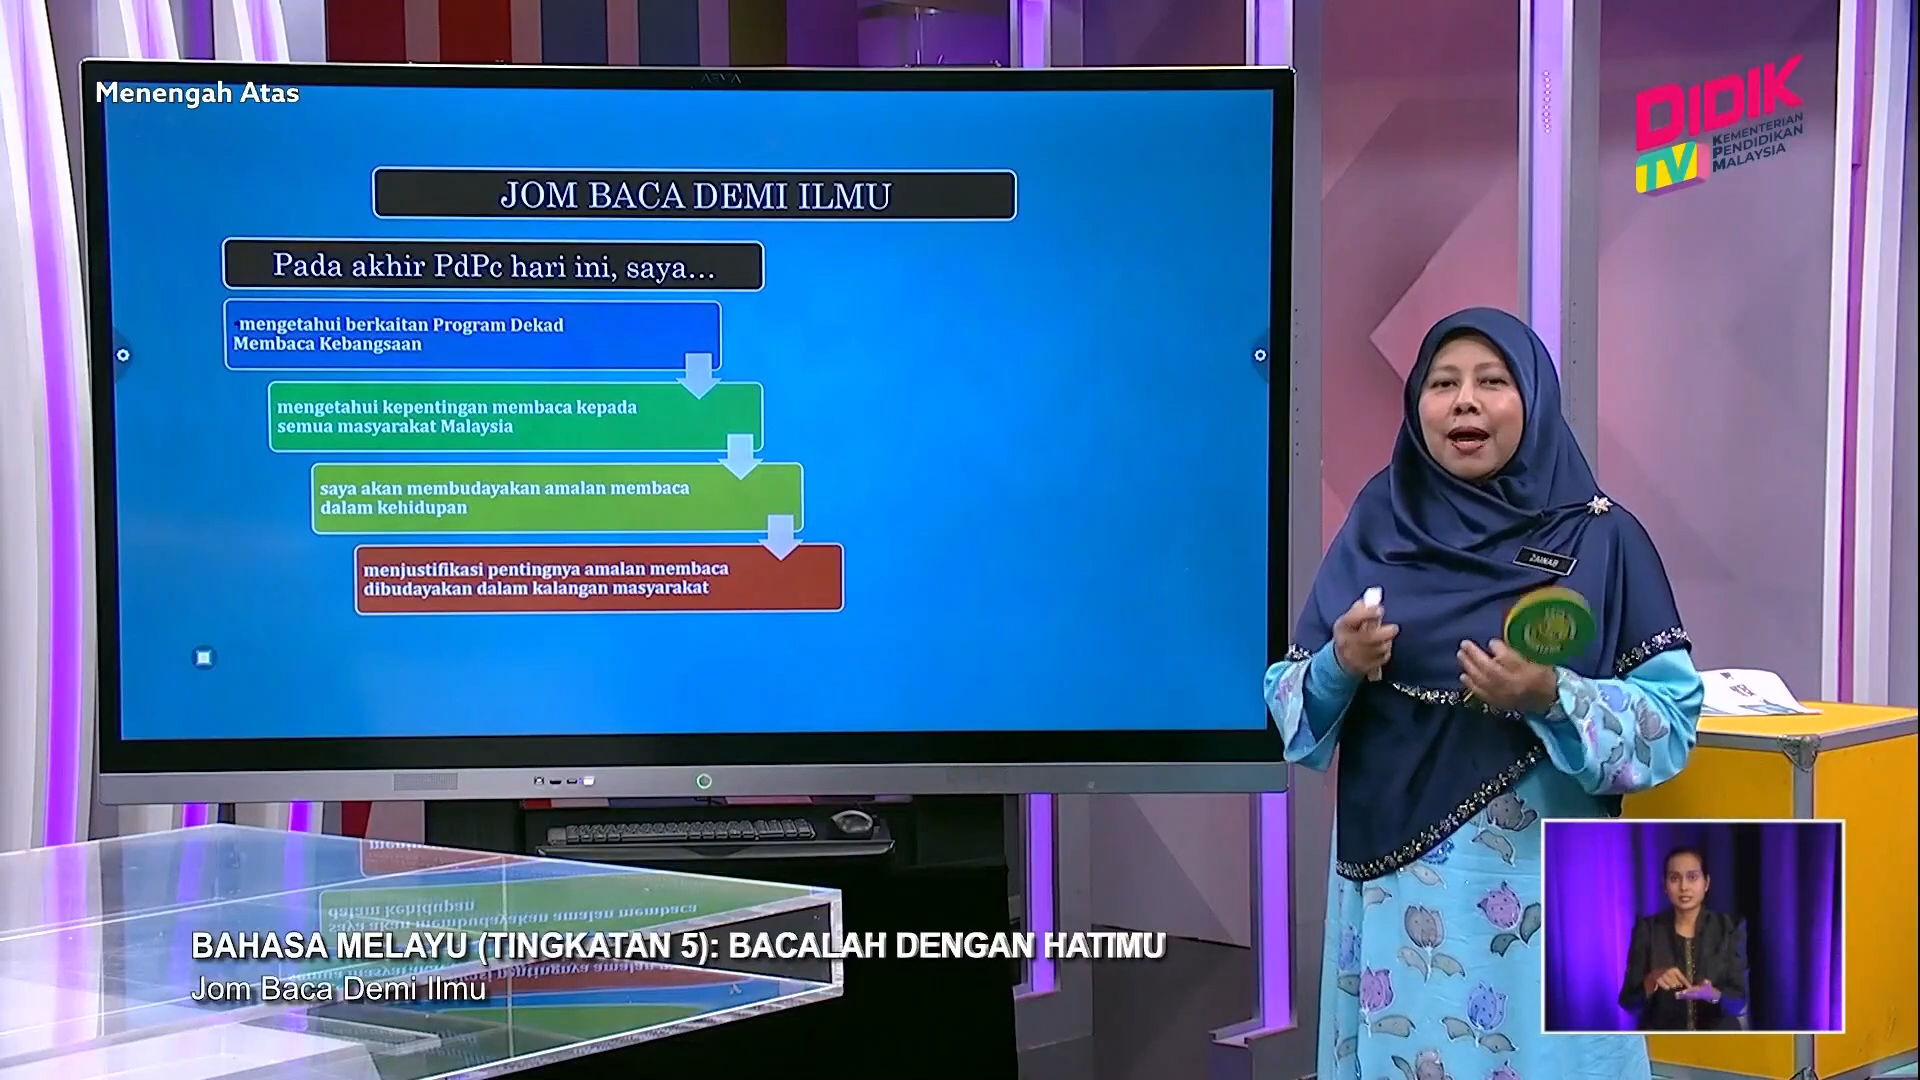 Menengah Atas
DIDIK
TV
KEMENTERIAN
PENDIDIKAN
MALAYSIA
JOM BACA DEMI ILMU
Pada akhir PdPc hari ini, saya...
mengetahui berkaitan Program Dekad
Membaca Kebangsaan
mengetahui kepentingan membaca kepada
semua masyarakat Malaysia
saya akan membudayakan amalan membaca
dalam kehidupan
menjustifikasi pentingnya amalan membaca
dibudayakan dalam kalangan masyarakat
ZAINAB
BAHASA MELAYU (TINGKATAN 5): BACALAH DENGAN HATIMU
Jom Baca Demi Ilmu